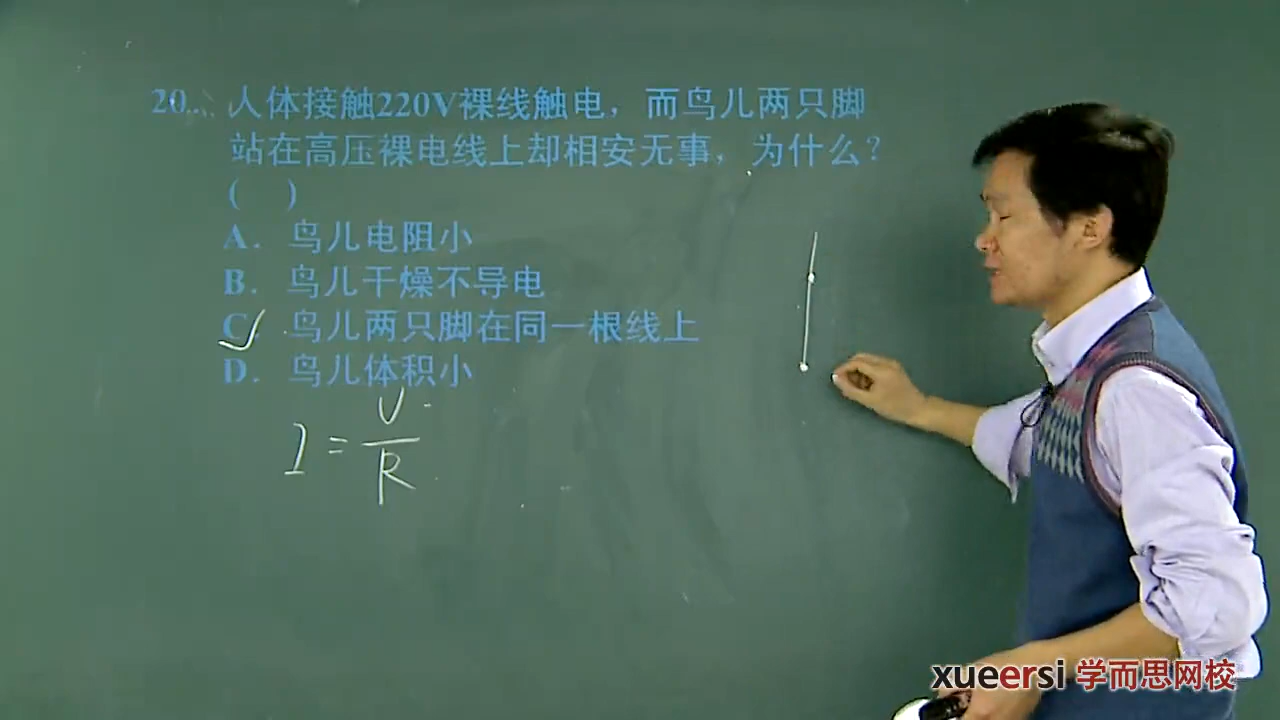 20. 人体接触220V裸线触电，而鸟儿两只脚
站在高压裸电线上却相安无事，为什么？
(    )
A. 鸟儿电阻小
B. 鸟儿干燥不导电
C. 鸟儿两只脚在同一根线上
D. 鸟儿体积小
I = U/R
xueersi 学而思网校